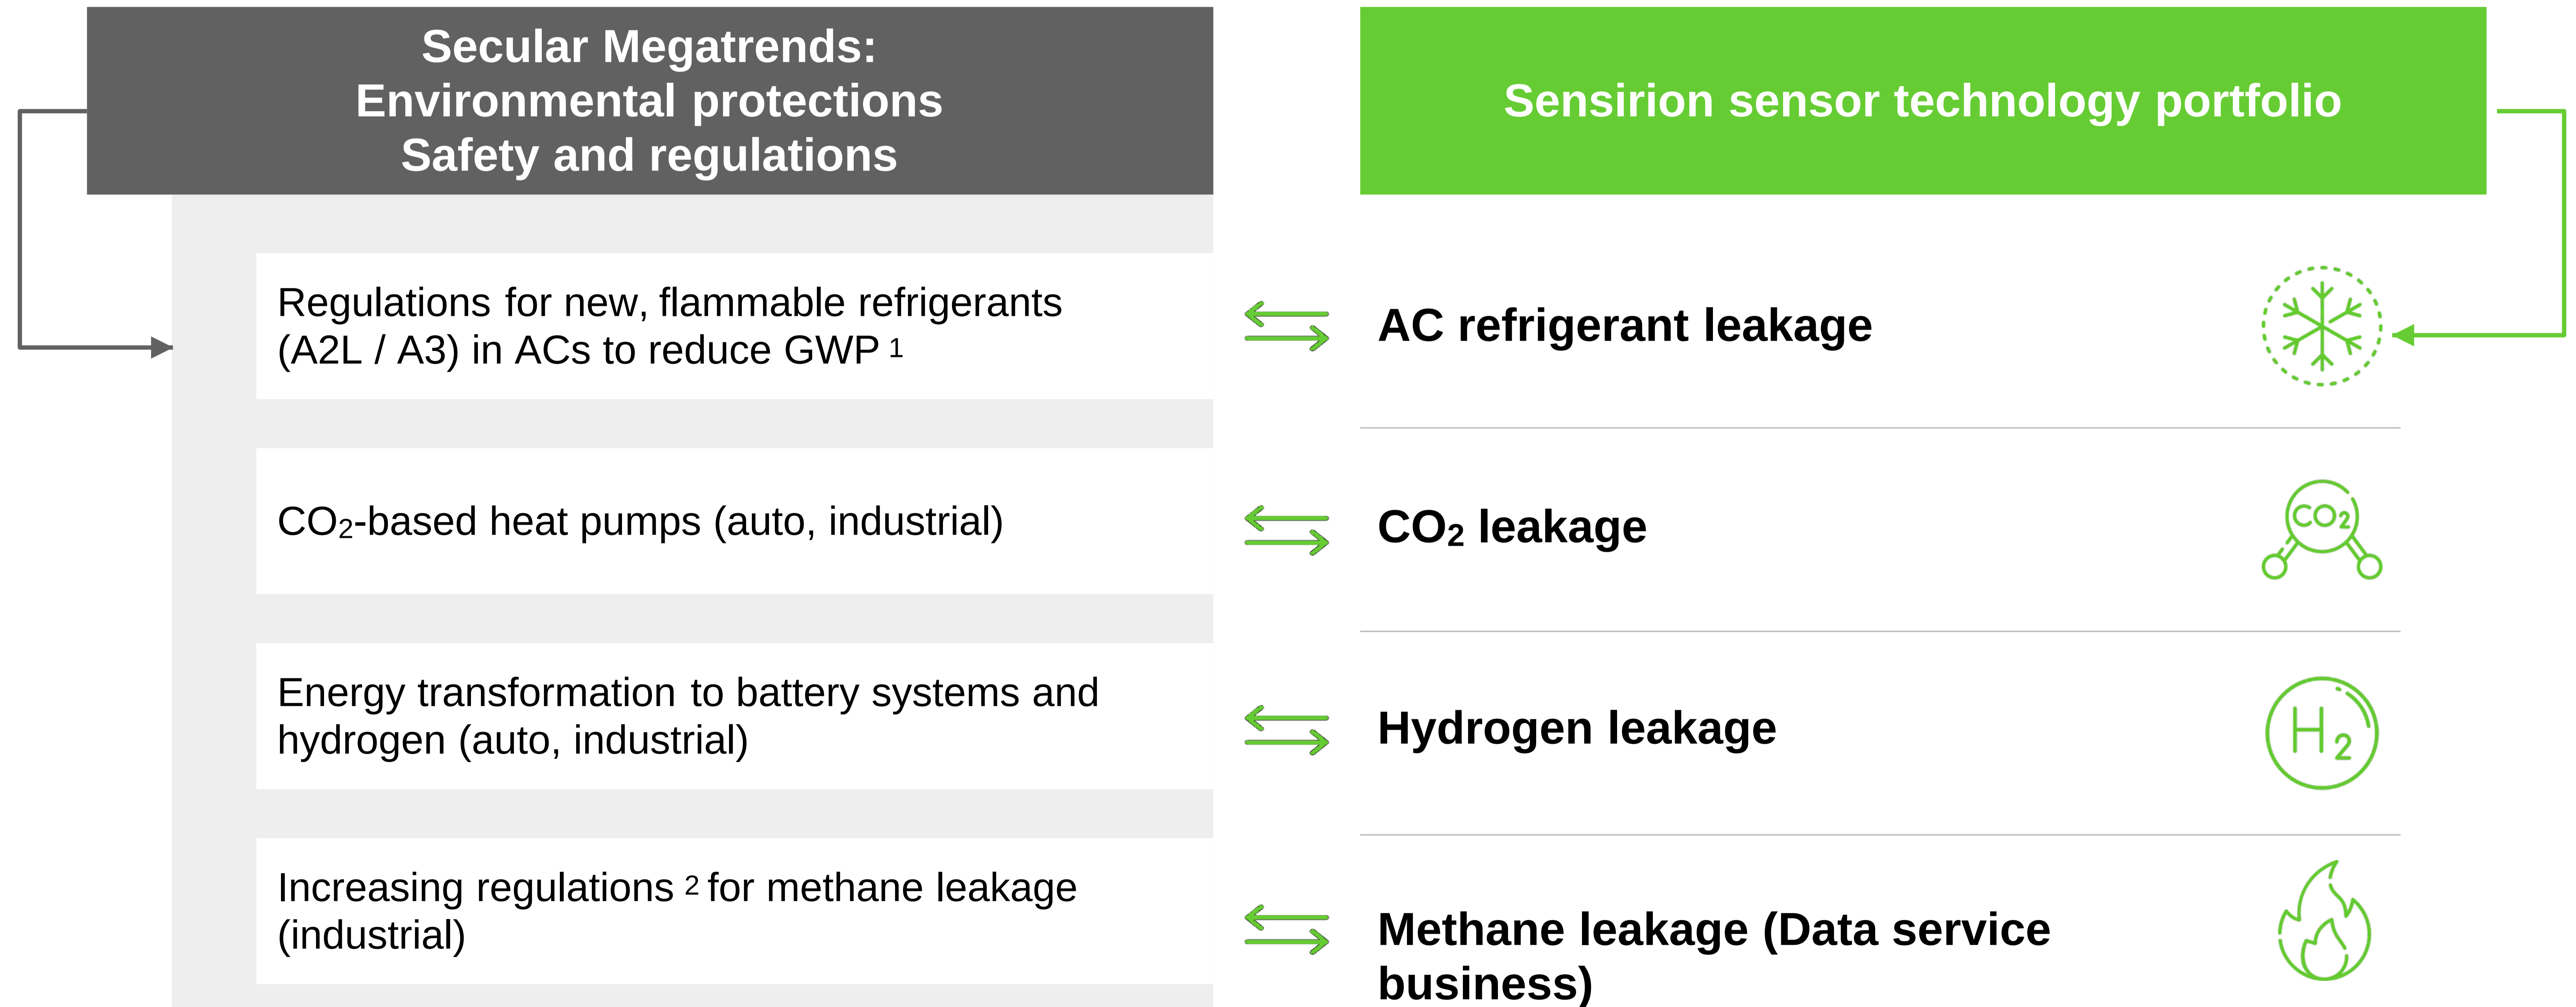 Secular Megatrends:
Environmental protections
Safety and regulations
Sensirion sensor technology portfolio
Regulations for new, flammable refrigerants
(A2L / A3) in ACs to reduce GWP 1
AC refrigerant leakage
CO2-based heat pumps (auto, industrial)
CO2 leakage
CO2
Energy transformation to battery systems and
hydrogen (auto, industrial)
Hydrogen leakage
H2
Increasing regulations 2 for methane leakage
(industrial)
Methane leakage (Data service
business)